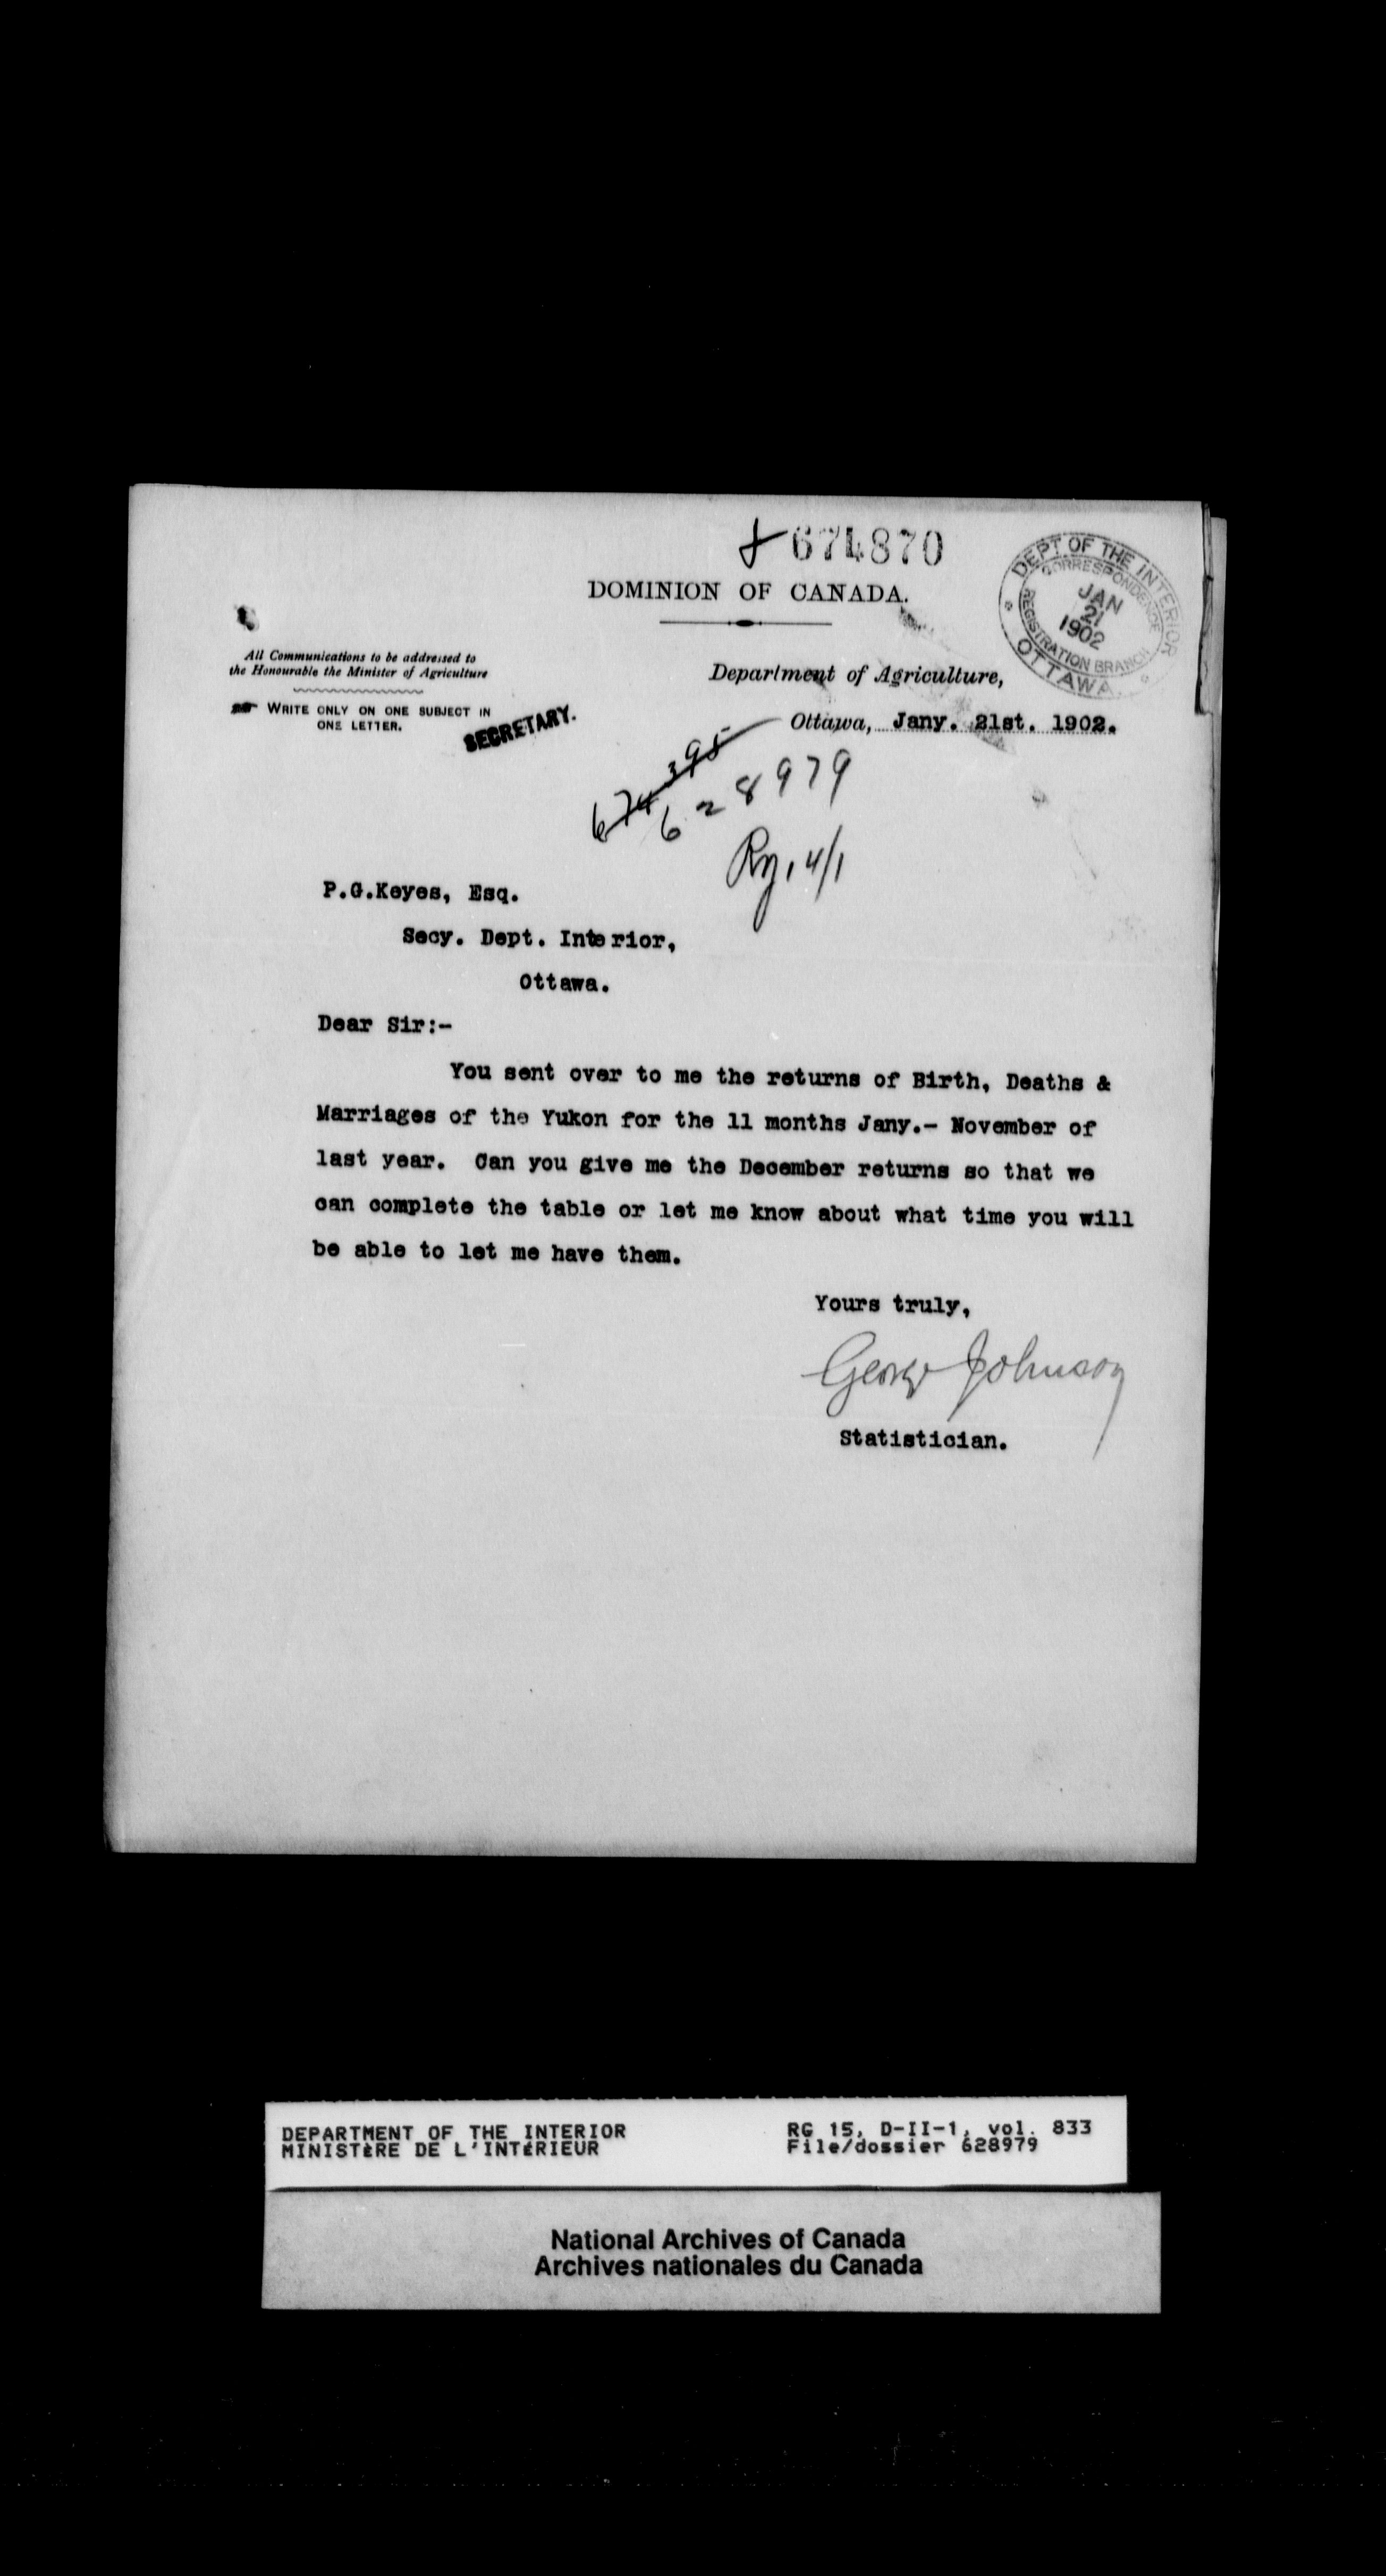 674870
DOMINION OF CANADA.
DEPT. OF THE INTERIOR
CORRESPONDENCE
JAN
21
1902
REGISTRATION BRANCH
OTTAWA.
All Communications to be addressed to
the Honourable the Minister of Agriculture
WRITE ONLY ON ONE SUBJECT IN
ONE LETTER.
SECRETARY.
Department of Agriculture,
Ottawa, Jany. 21st. 1902.
674395
628979
P.G.Keyes, Esq.
Secy. Dept. Interior,
Ottawa.
Dear Sir:-
You sent over to me the returns of Birth, Deaths &
Marriages of the Yukon for the 11 months Jany.- November of
last year. Can you give me the December returns so that we
can complete the table or let me know about what time you will
be able to let me have them.
Yours truly,
George Johnson
Statistician.
DEPARTMENT OF THE INTERIOR
MINISTÈRE DE L'INTÉRIEUR
RG 15, D-II-1, vol. 833
File/dossier 628979
National Archives of Canada
Archives nationales du Canada